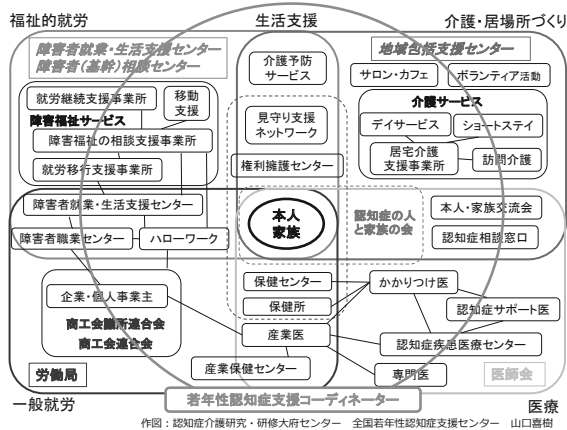 福祉的就労
生活支援
介護・居場所づくり
障害者就業・生活支援センター
障害者(基幹)相談センター
地域包括支援センター
介護予防
サービス
サロン・カフェ
ボランティア活動
就労継続支援事業所
移動
支援
障害福祉サービス
障害福祉の相談支援事業所
就労移行支援事業所
見守り支援
ネットワーク
権利擁護センター
介護サービス
デイサービス
ショートステイ
居宅介護
支援事業所
訪問介護
障害者就業・生活支援センター
障害者職業センター
ハローワーク
本人
家族
認知症の人
と家族の会
本人・家族交流会
認知症相談窓口
企業・個人事業主
商工会議所連合会
商工会連合会
保健センター
保健所
産業医
産業保健センター
かかりつけ医
認知症サポート医
認知症疾患医療センター
専門医
労働局
医師会
若年性認知症支援コーディネーター
一般就労
医療
作図:認知症介護研究・研修大府センター 全国若年性認知症支援センター 山口喜樹